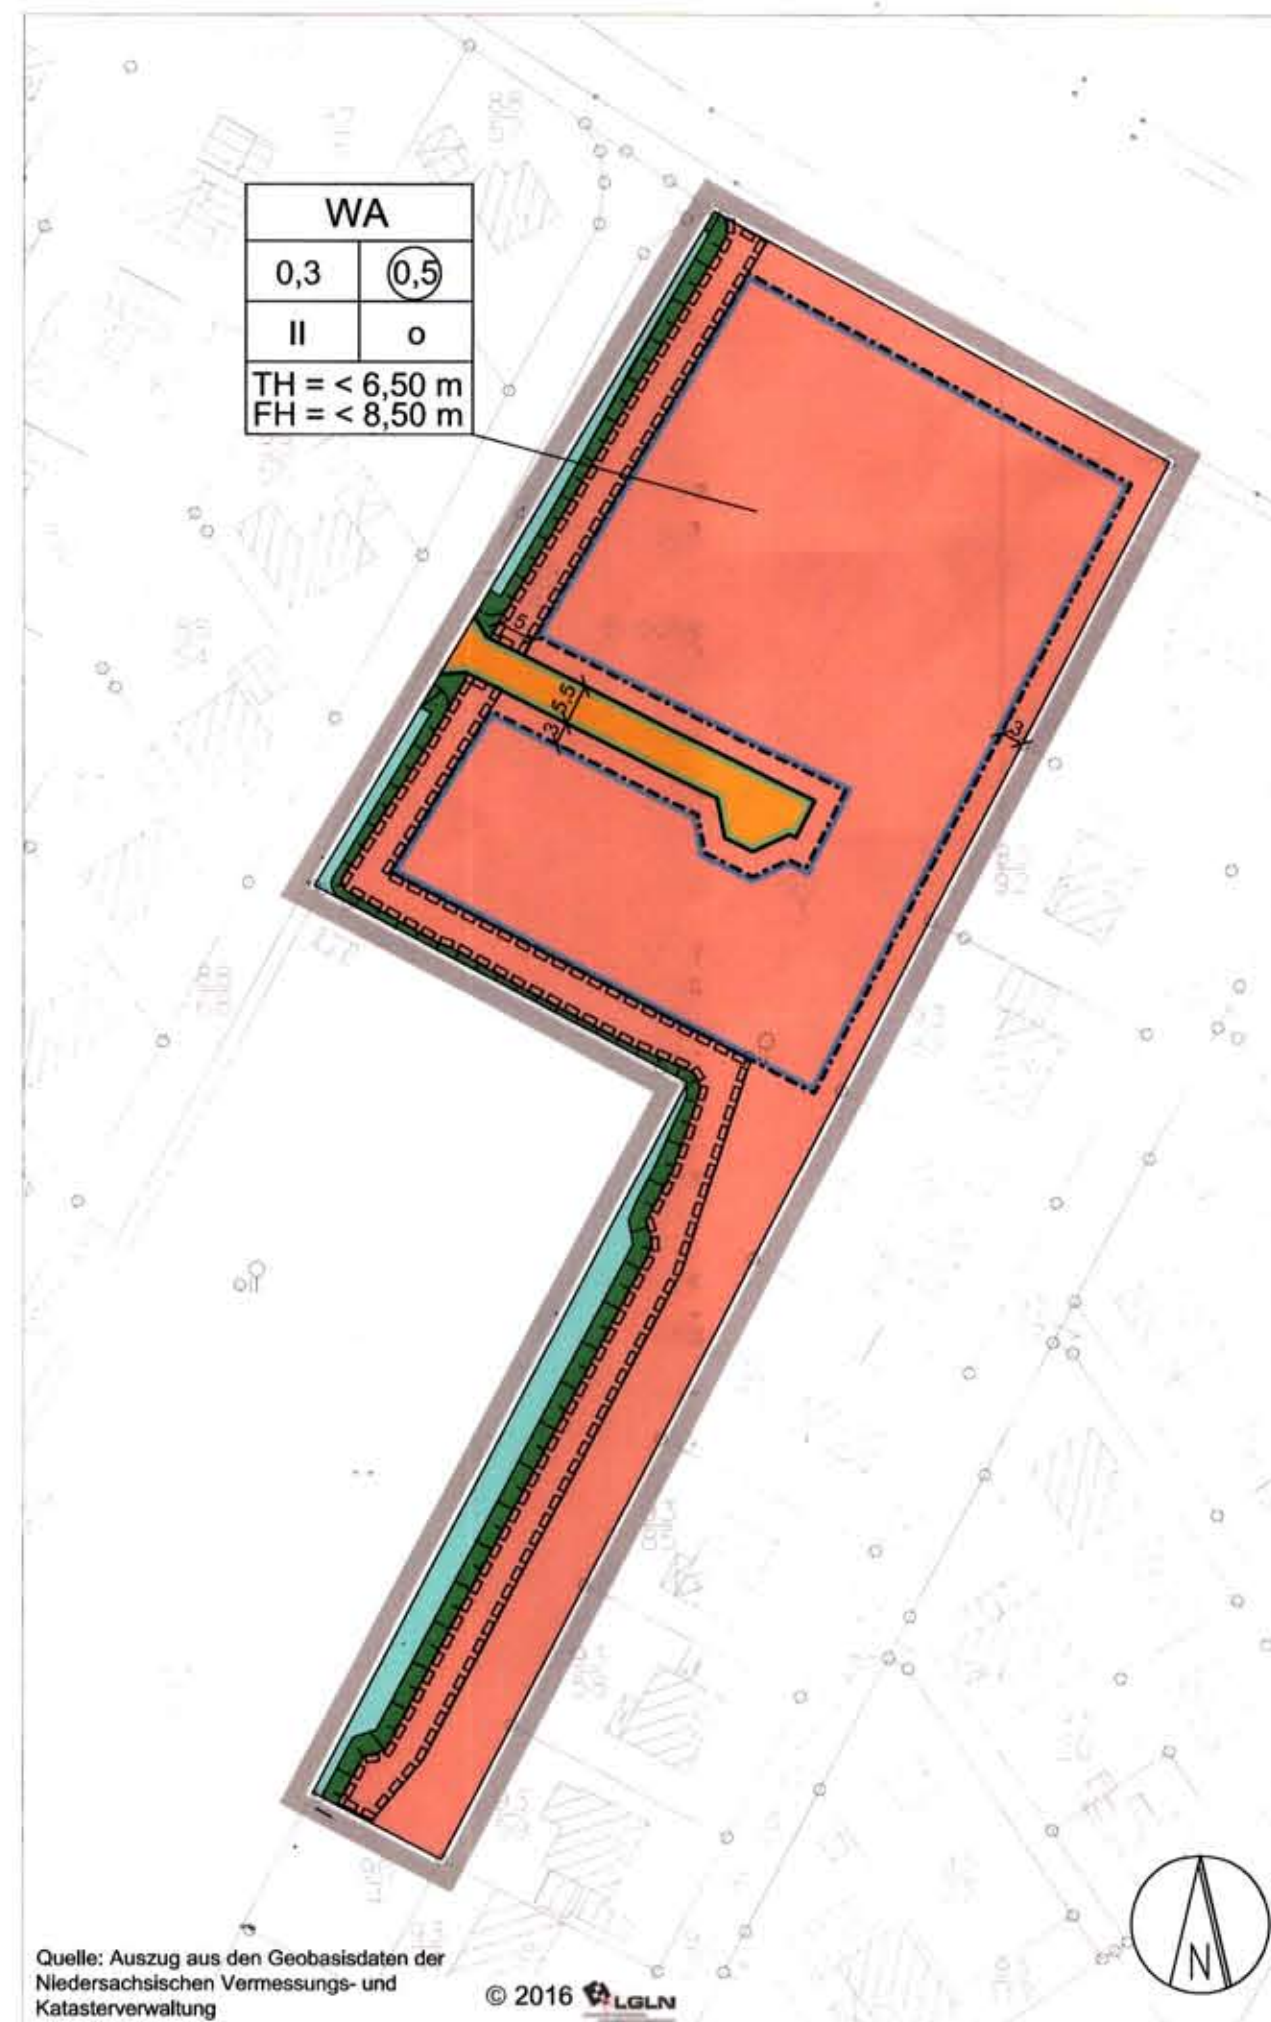 WA
0,3 0,5
II o
TH = < 6,50 m
FH = < 8,50 m
5
5,5
3
3
N
Quelle: Auszug aus den Geobasisdaten der
Niedersachsischen Vermessungs- und
Katasterverwaltung
© 2016 LGLN